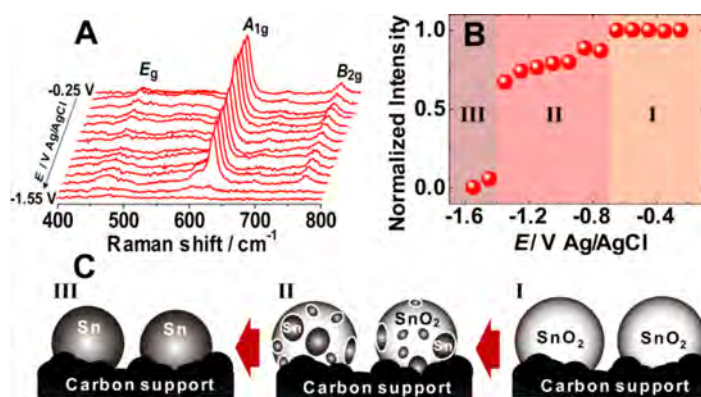 A
A1g
Eg
B2g
-0.25 V
E / V Ag/AgCl
-1.55 V
400 500 600 700 800
Raman shift / cm-1
B
Normalized Intensity
1.0
0.5
0.0
III II I
-1.6 -1.2 -0.8 -0.4
E/ V Ag/AgCl
C
III II I
Sn Sn
Sn SnO2 Sn
SnO2 SnO2
Carbon support Carbon support Carbon support